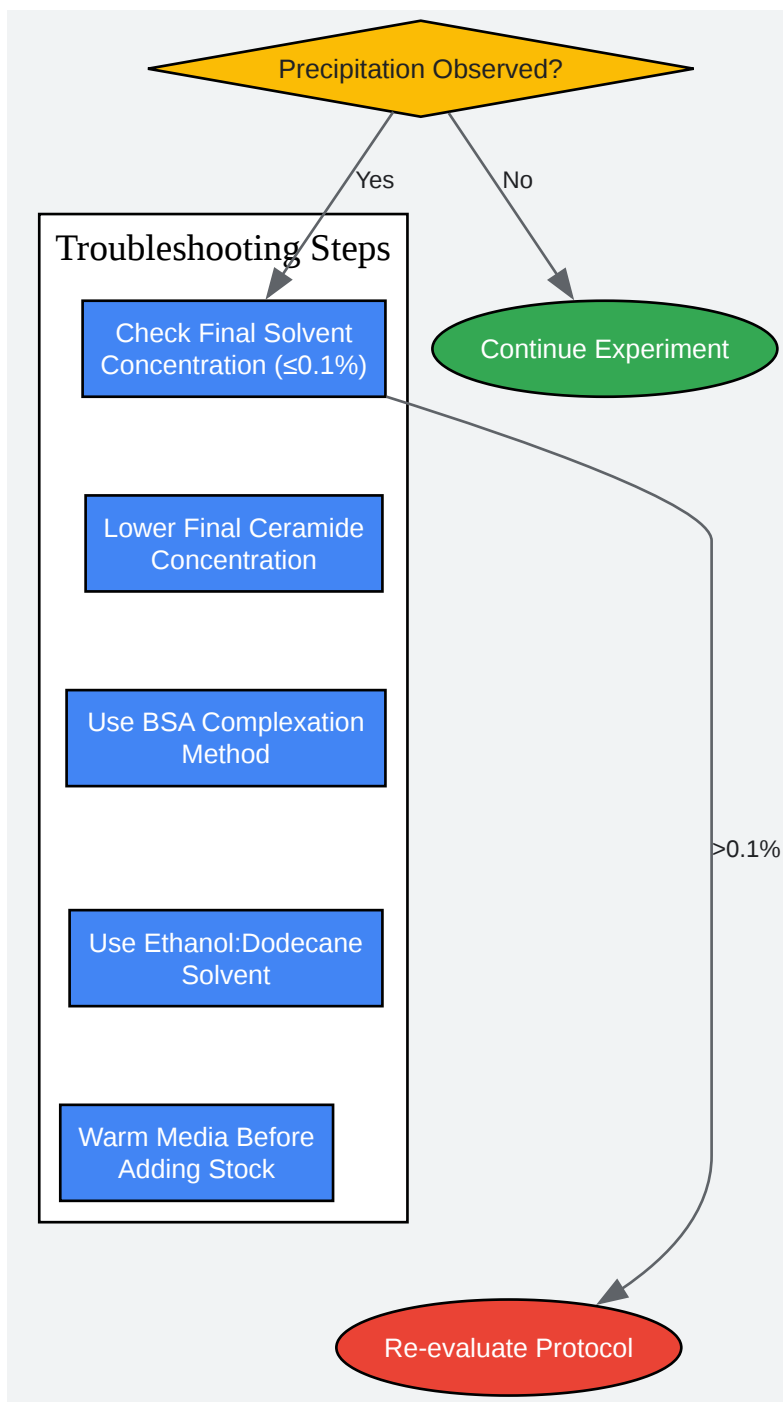 Precipitation Observed?
Yes
No
Troubleshooting Steps
Check Final Solvent
Concentration (≤0.1%)
Continue Experiment
Lower Final Ceramide
Concentration
Use BSA Complexation
Method
>0.1%
Use Ethanol:Dodecane
Solvent
Warm Media Before
Adding Stock
Re-evaluate Protocol